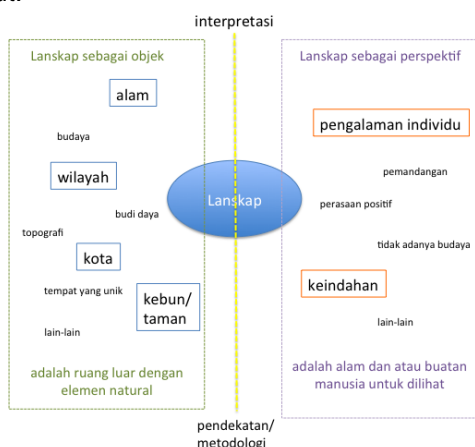 interpretasi
Lanskap sebagai objek
alam
budaya
wilayah
budi daya
topografi
kota
tempat yang unik
kebun/
taman
lain-lain
adalah ruang luar dengan
elemen natural
Lanskap
Lanskap sebagai perspektif
pengalaman individu
pemandangan
perasaan positif
tidak adanya budaya
keindahan
lain-lain
adalah alam dan atau buatan
manusia untuk dilihat
pendekatan/
metodologi